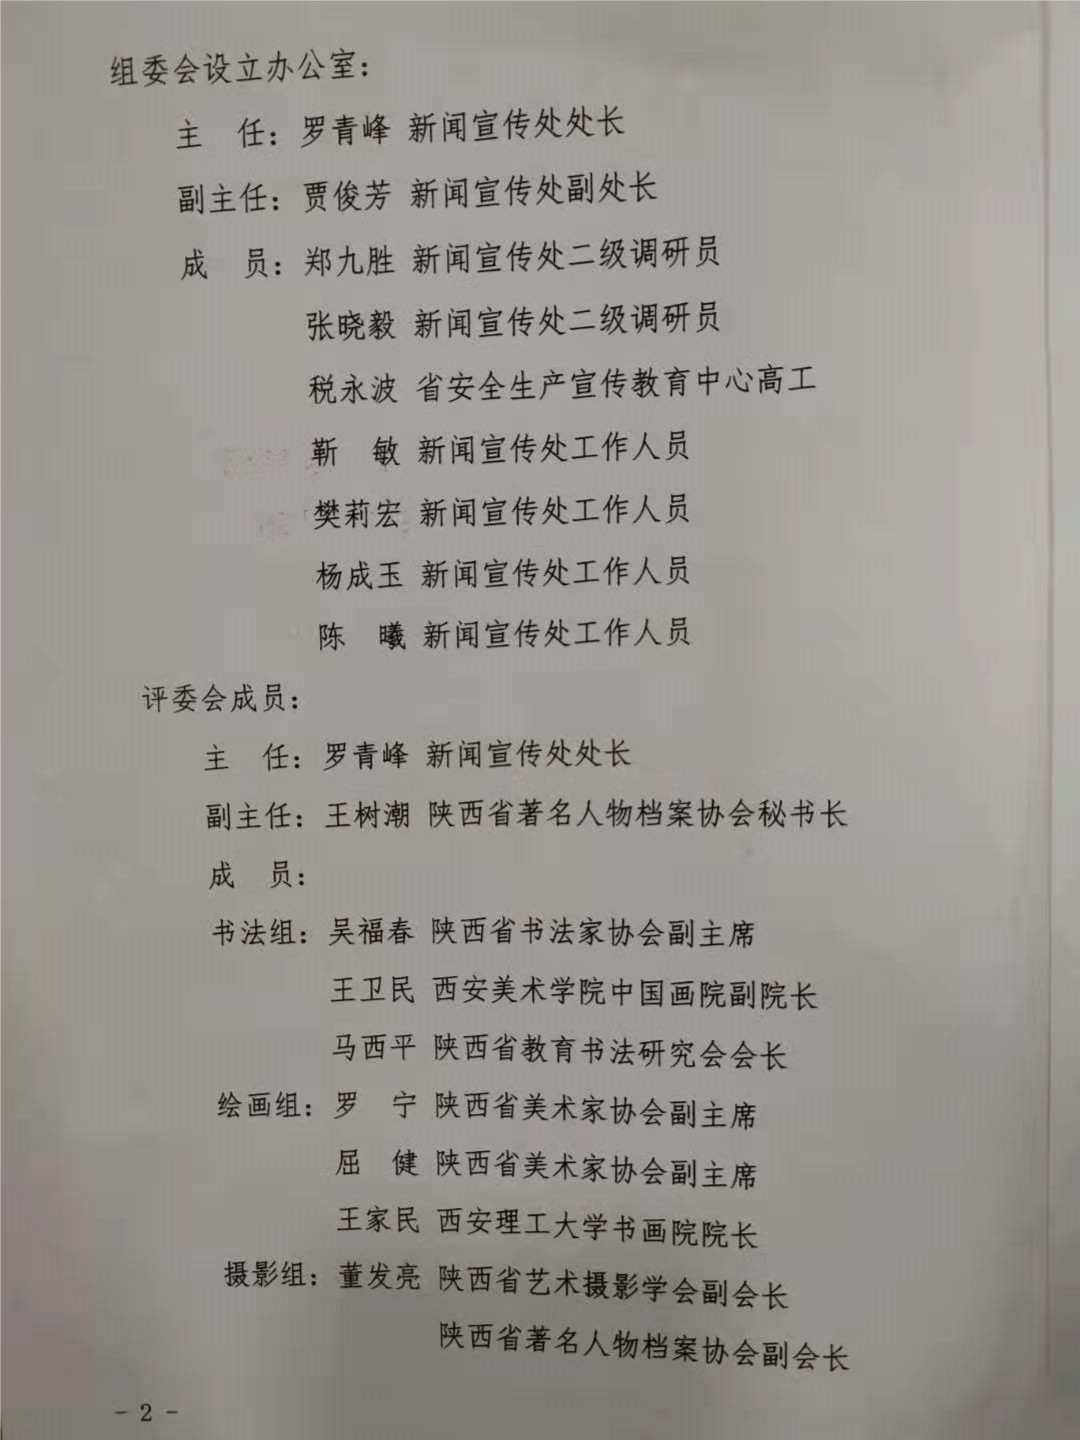 组委会设立办公室：
主　任：罗青峰 新闻宣传处处长
副主任：贾俊芳 新闻宣传处副处长
成　员：郑九胜 新闻宣传处二级调研员
张晓毅 新闻宣传处二级调研员
税永波 省安全生产宣传教育中心高工
靳　敏 新闻宣传处工作人员
樊莉宏 新闻宣传处工作人员
杨成玉 新闻宣传处工作人员
陈　曦 新闻宣传处工作人员
评委会成员：
主　任：罗青峰 新闻宣传处处长
副主任：王树潮 陕西省著名人物档案协会秘书长
成　员：
书法组：吴福春 陕西省书法家协会副主席
王卫民 西安美术学院中国画院副院长
马西平 陕西省教育书法研究会会长
绘画组：罗　宁 陕西省美术家协会副主席
屈　健 陕西省美术家协会副主席
王家民 西安理工大学书画院院长
摄影组：董发亮 陕西省艺术摄影学会副会长
陕西省著名人物档案协会副会长
- 2 -